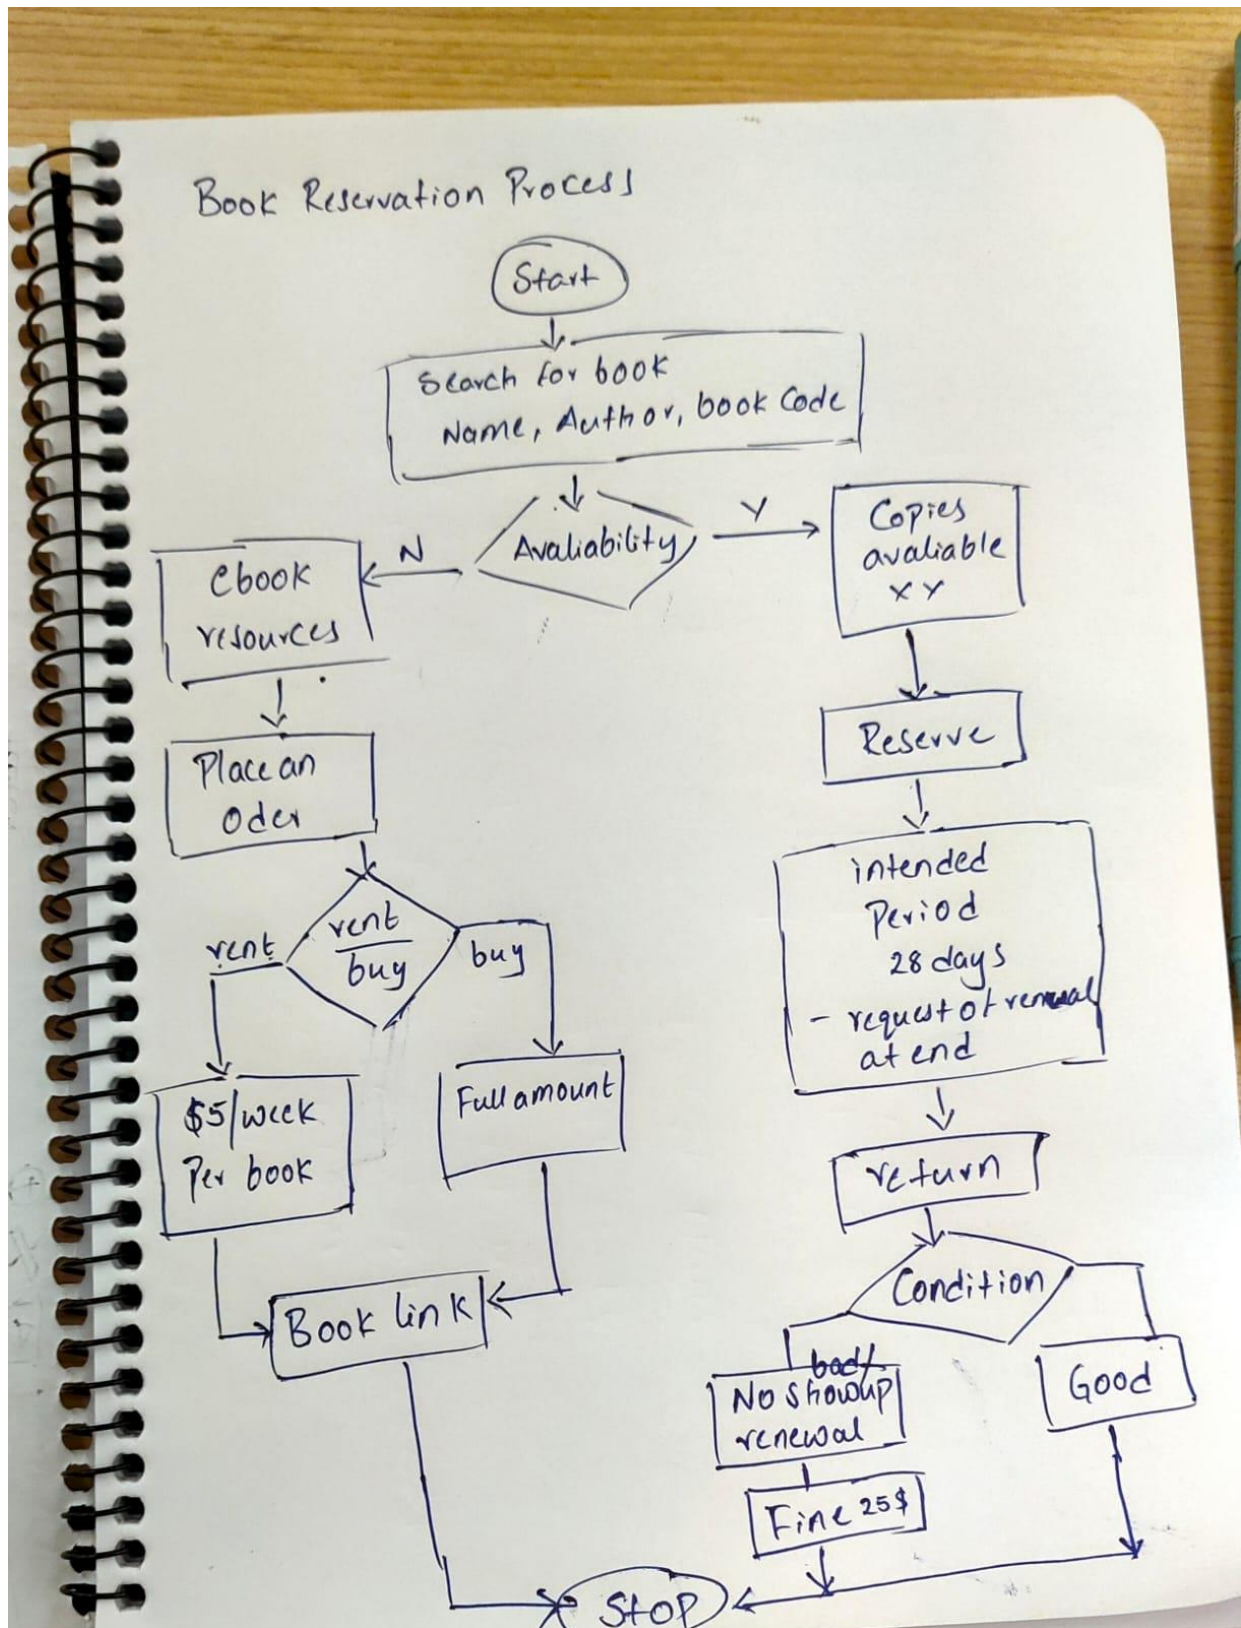 Book Reservation Process
Start
Search for book
Name, Author, book Code
Avaliability
N
Y
ebook
resources
Place an
Oder
rent
buy
rent
buy
$5/week
Per book
Full amount
Book link
Copies
avaliable
XY
Reserve
intended
Period
28 days
- request of renewal
at end
return
Condition
bad/
No showup
renewal
Fine 25$
Good
Stop